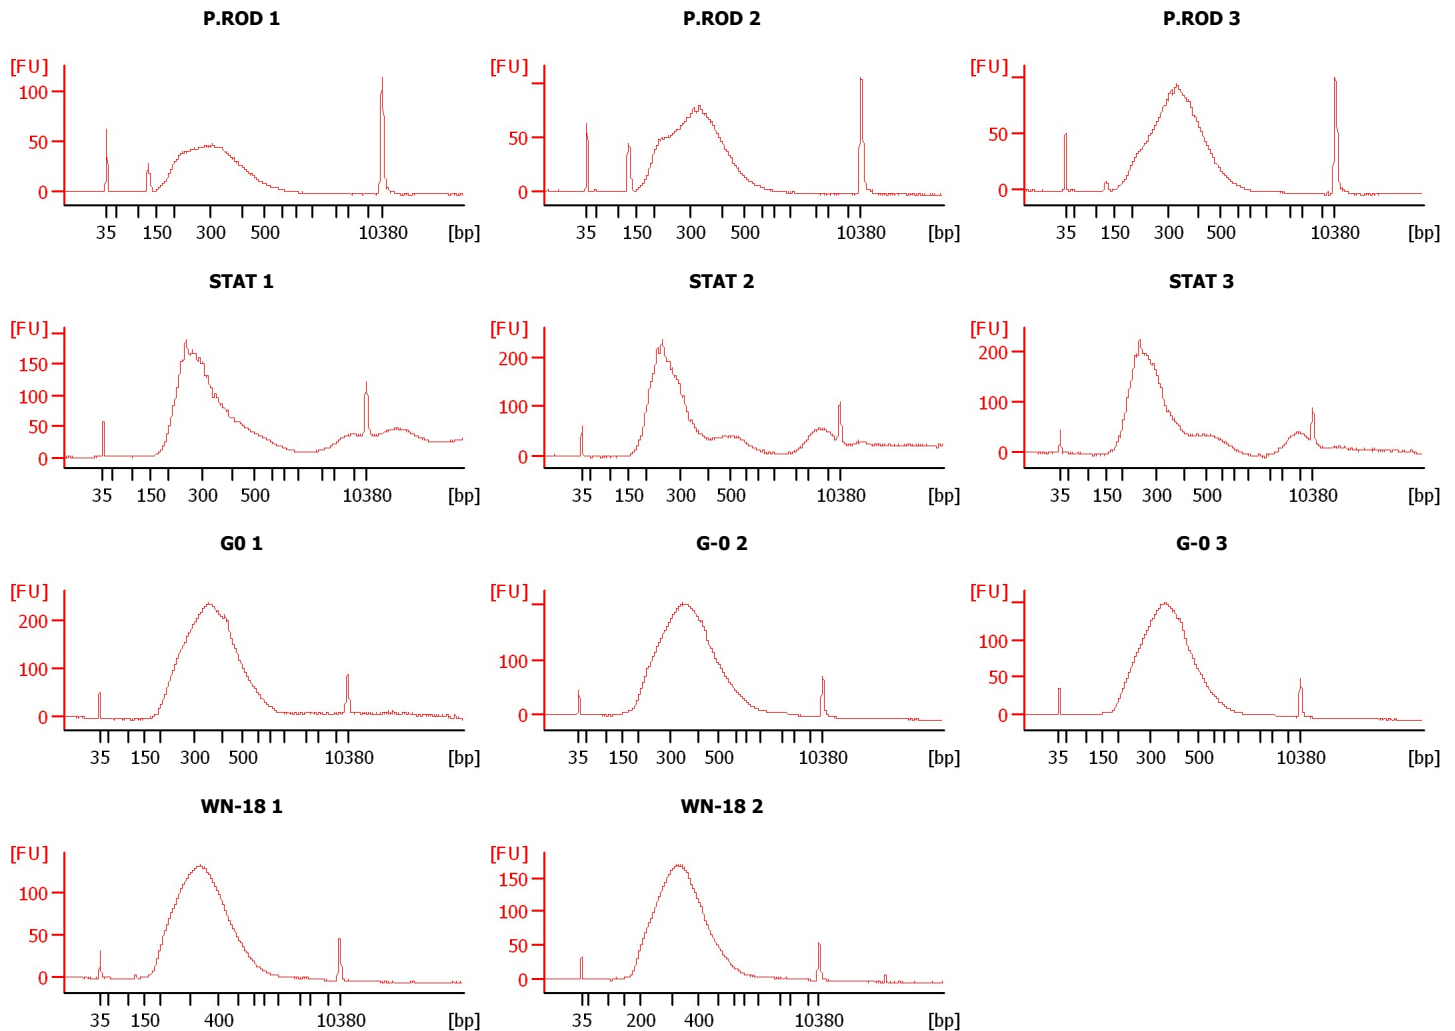 P.ROD 1
[FU]
100
50
0
35 150 300 500 10380 [bp]
P.ROD 2
[FU]
50
0
35 150 300 500 10380 [bp]
P.ROD 3
[FU]
50
0
35 150 300 500 10380 [bp]
STAT 1
[FU]
150
100
50
0
35 150 300 500 10380 [bp]
STAT 2
[FU]
200
100
0
35 150 300 500 10380 [bp]
STAT 3
[FU]
200
100
0
35 150 300 500 10380 [bp]
G0 1
[FU]
200
100
0
35 150 300 500 10380 [bp]
G-0 2
[FU]
100
0
35 150 300 500 10380 [bp]
G-0 3
[FU]
100
50
0
35 150 300 500 10380 [bp]
WN-18 1
[FU]
100
50
0
35 150 400 10380 [bp]
WN-18 2
[FU]
150
100
50
0
35 200 400 10380 [bp]